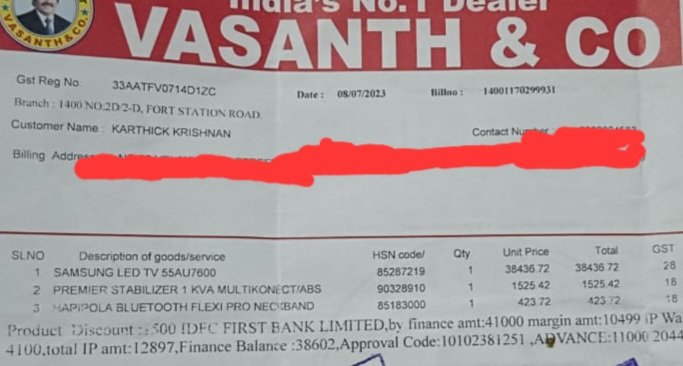 India's No.1 Dealer
VASANTH & CO
VASANTH & CO.
Gst Reg No. 33AATFV0714D1ZC
Date : 08/07/2023 Billno : 14001170299931
Branch : 1400 NO:2D/2-D, FORT STATION ROAD.
Customer Name : KARTHICK KRISHNAN
Contact Number
Billing Address
SLNO Description of goods/service HSN code/ Qty Unit Price Total GST
1 SAMSUNG LED TV 55AU7600 85287219 1 38436.72 38436.72 28
2 PREMIER STABILIZER 1 KVA MULTIKONECT/ABS 90328910 1 1525.42 1525.42 18
3 HAPIPOLA BLUETOOTH FLEXI PRO NECKBAND 85183000 1 423.72 423.72 18
Product Discount : 500 IDFC FIRST BANK LIMITED,by finance amt:41000 margin amt:10499 IP Wa
4100,total IP amt:12897,Finance Balance :38602,Approval Code:10102381251 ,ADVANCE:11000 2044